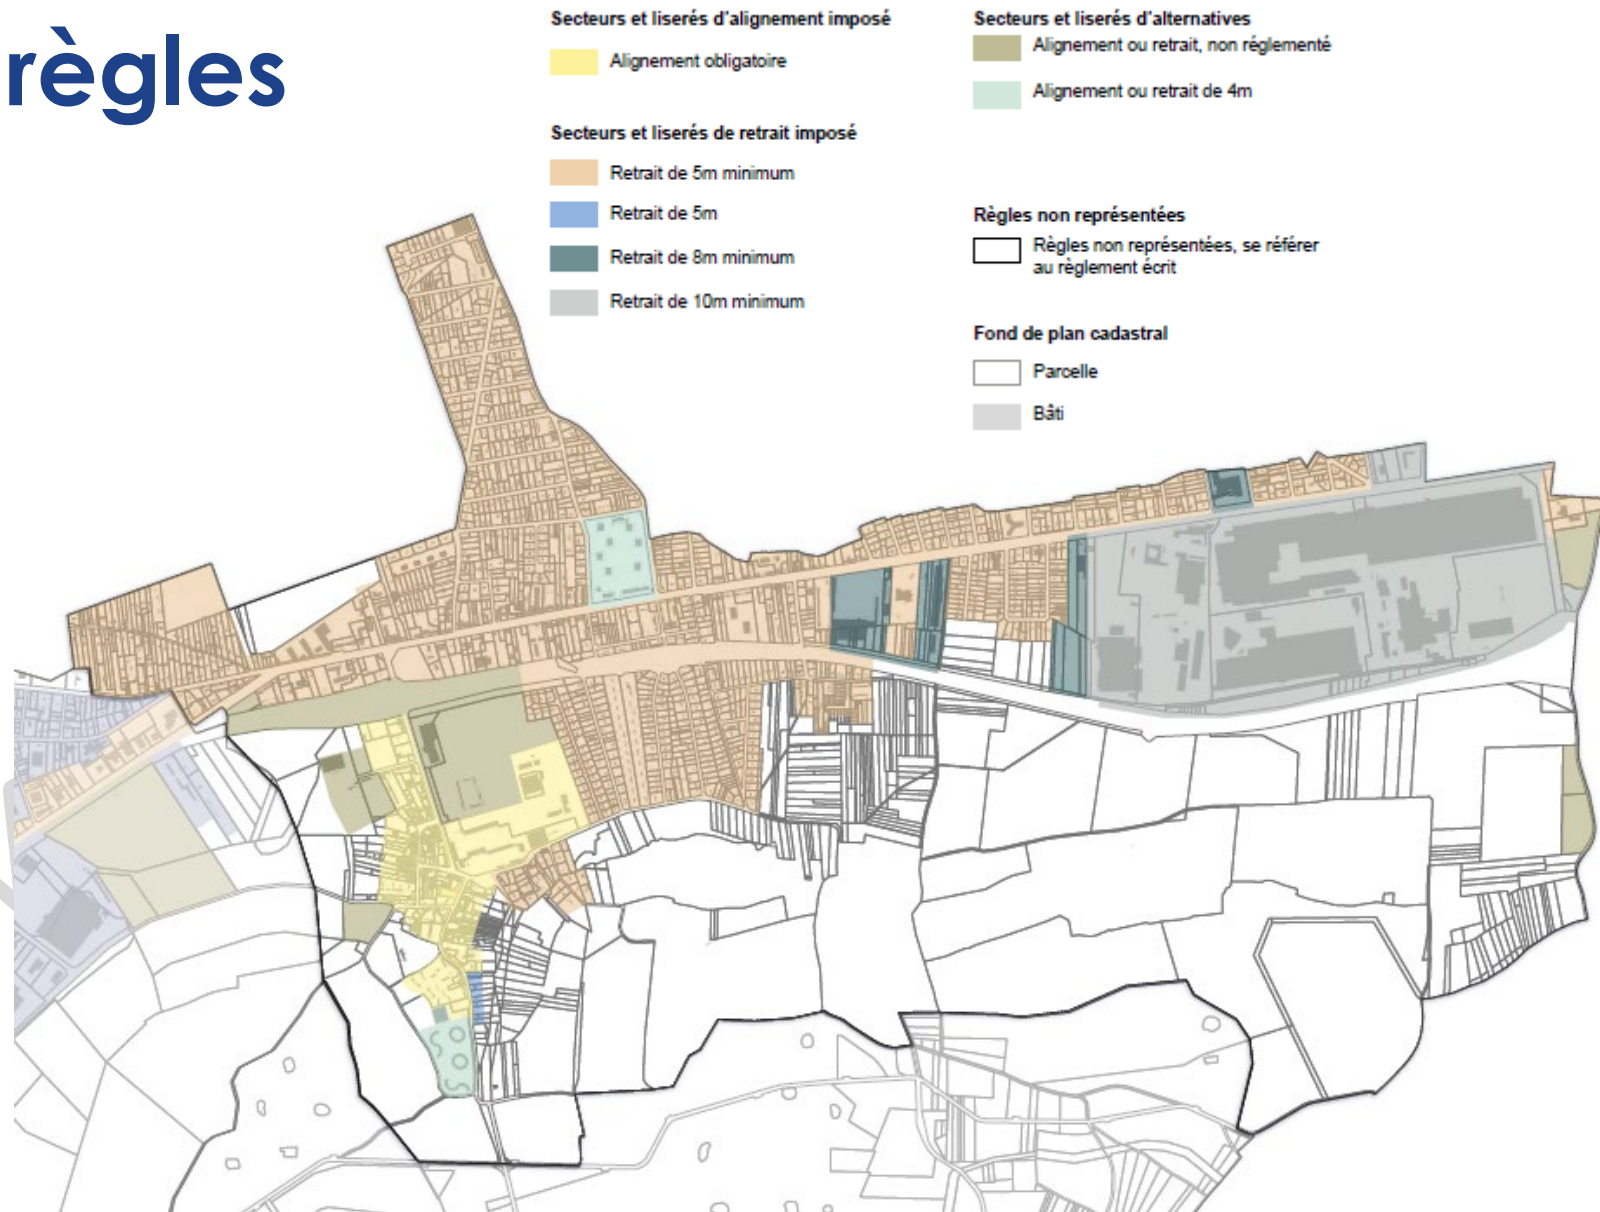 règles
Secteurs et liserés d'alignement imposé
Alignement obligatoire
Secteurs et liserés de retrait imposé
Retrait de 5m minimum
Retrait de 5m
Retrait de 8m minimum
Retrait de 10m minimum
Secteurs et liserés d'alternatives
Alignement ou retrait, non réglementé
Alignement ou retrait de 4m
Règles non représentées
Règles non représentées, se référer
au règlement écrit
Fond de plan cadastral
Parcelle
Bâti